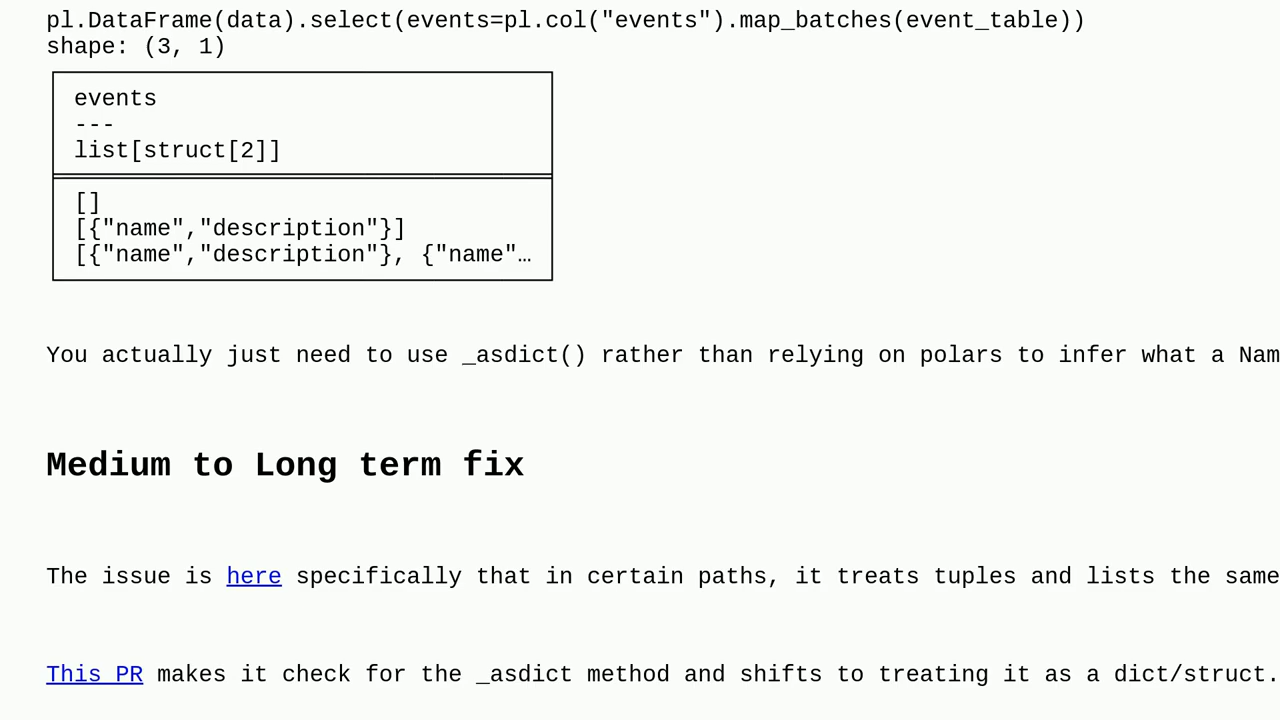 pl.DataFrame(data).select(events=pl.col("events").map_batches(event_table))
shape: (3, 1)
events
---
list[struct[2]]
[]
[{"name","description"}]
[{"name","description"}, {"name"…
You actually just need to use _asdict() rather than relying on polars to infer what a Nam
Medium to Long term fix
The issue is here specifically that in certain paths, it treats tuples and lists the same
This PR makes it check for the _asdict method and shifts to treating it as a dict/struct.